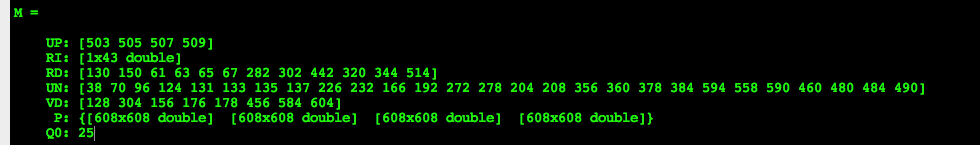 M =
UP: [503 505 507 509]
RI: [1x43 double]
RD: [130 150 61 63 65 67 282 302 442 320 344 514]
UN: [38 70 96 124 131 133 135 137 226 232 166 192 272 278 204 208 356 360 378 384 594 558 590 460 480 484 490]
VD: [128 304 156 176 178 456 584 604]
P: {[608x608 double]  [608x608 double]  [608x608 double]  [608x608 double]}
Q0: 25